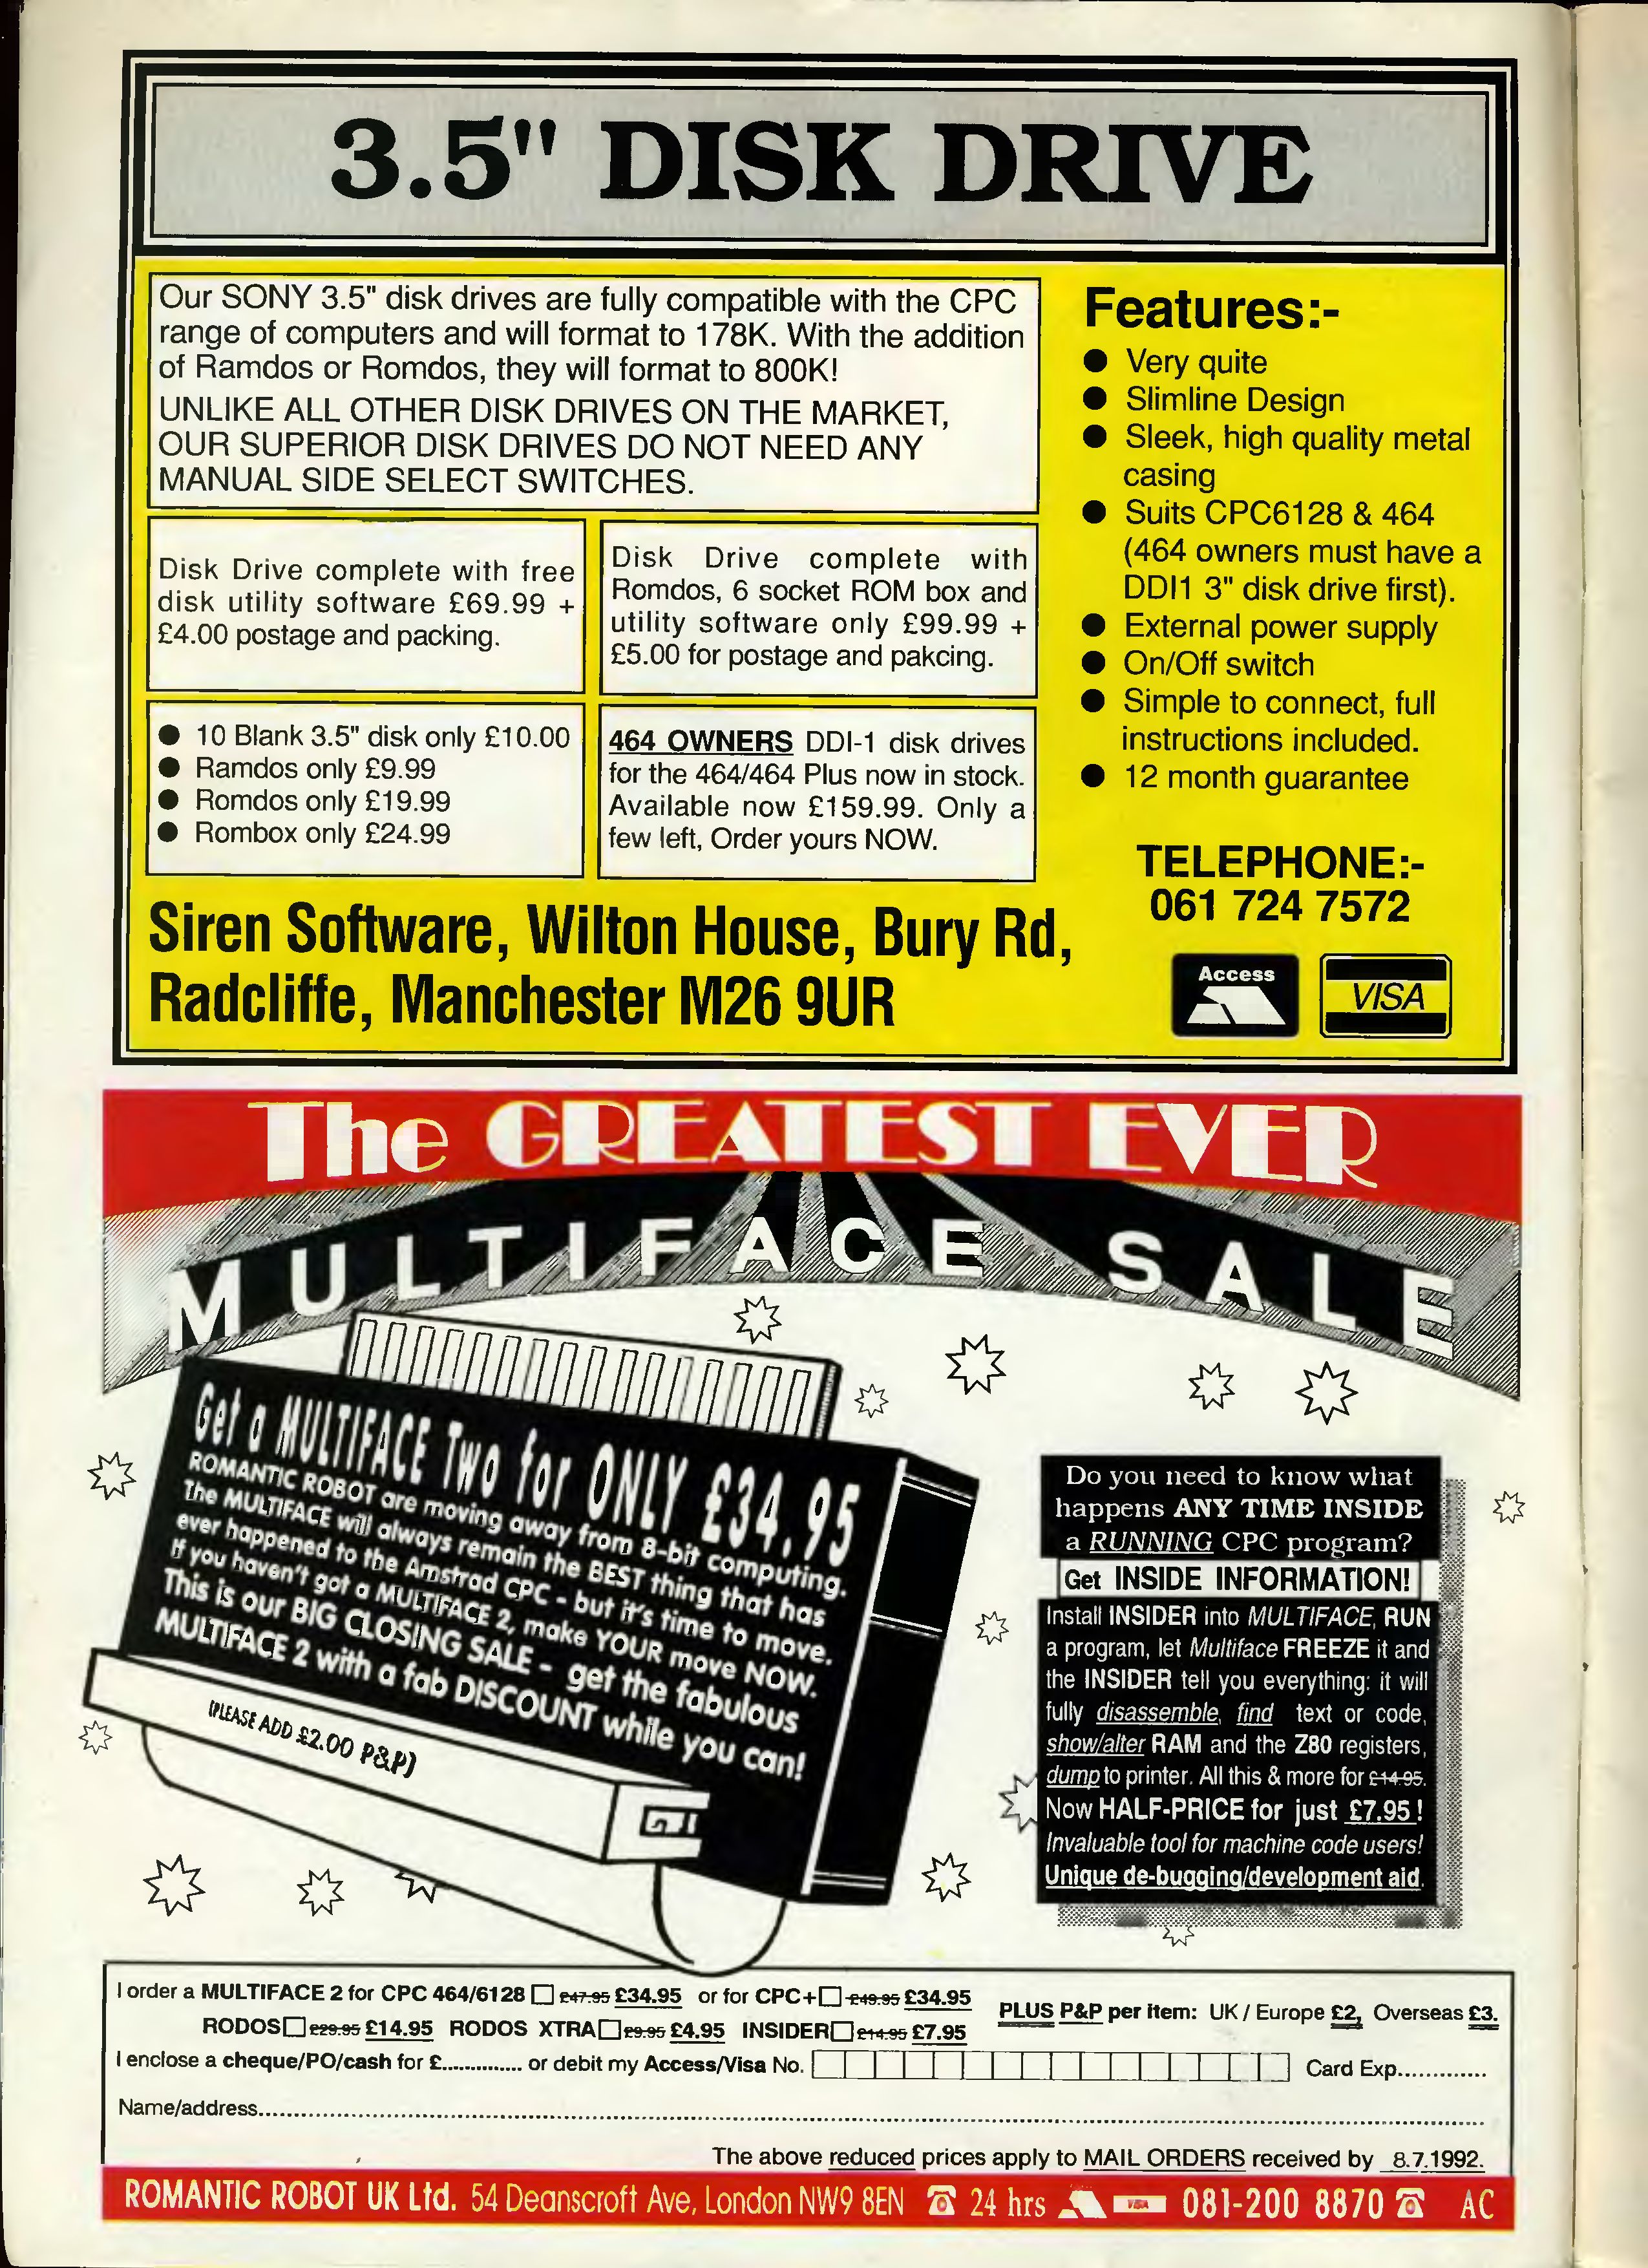 3.5" DISK DRIVE
Our SONY 3.5" disk drives are fully compatible with the CPC
range of computers and will format to 178K. With the addition
of Ramdos or Romdos, they will format to 800K!
UNLIKE ALL OTHER DISK DRIVES ON THE MARKET,
OUR SUPERIOR DISK DRIVES DO NOT NEED ANY
MANUAL SIDE SELECT SWITCHES.
Disk Drive complete with free
disk utility software £69.99 +
£4.00 postage and packing.
Disk Drive complete with
Romdos, 6 socket ROM box and
utility software only £99.99 +
£5.00 for postage and pakcing.
● 10 Blank 3.5" disk only £10.00
● Ramdos only £9.99
● Romdos only £19.99
● Rombox only £24.99
464 OWNERS DDI-1 disk drives
for the 464/464 Plus now in stock.
Available now £159.99. Only a
few left, Order yours NOW.
Features:-
● Very quite
● Slimline Design
● Sleek, high quality metal
casing
● Suits CPC6128 & 464
(464 owners must have a
DDI1 3" disk drive first).
● External power supply
● On/Off switch
● Simple to connect, full
instructions included.
● 12 month guarantee
TELEPHONE:-
061 724 7572
Access
VISA
Siren Software, Wilton House, Bury Rd,
Radcliffe, Manchester M26 9UR
The GREATEST EVER
MULTIFACE SALE
Get a MULTIFACE Two for ONLY £34.95
ROMANTIC ROBOT are moving away from 8-bit computing.
The MULTIFACE will always remain the BEST thing that has
ever happened to the Amstrad CPC - but it's time to move.
If you haven't got a MULTIFACE 2, make YOUR move NOW.
This is our BIG CLOSING SALE - get the fabulous
MULTIFACE 2 with a fab DISCOUNT while you can!
(PLEASE ADD £2.00 P&P)
Do you need to know what
happens ANY TIME INSIDE
a RUNNING CPC program?
Get INSIDE INFORMATION!
Install INSIDER into MULTIFACE, RUN
a program, let Multiface FREEZE it and
the INSIDER tell you everything: it will
fully disassemble, find text or code,
show/alter RAM and the Z80 registers,
dump to printer. All this & more for £14.95.
Now HALF-PRICE for just £7.95!
Invaluable tool for machine code users!
Unique de-bugging/development aid.
I order a MULTIFACE 2 for CPC 464/6128 □ £47.95 £34.95 or for CPC+ □ £49.95 £34.95
RODOS □ £29.95 £14.95 RODOS XTRA □ £9.95 £4.95 INSIDER □ £14.95 £7.95
PLUS P&P per item: UK / Europe £2, Overseas £3.
I enclose a cheque/PO/cash for £.............. or debit my Access/Visa No. Card Exp.............
Name/address..............................................................................
The above reduced prices apply to MAIL ORDERS received by 8.7.1992.
ROMANTIC ROBOT UK Ltd. 54 Deanscroft Ave, London NW9 8EN ☎ 24 hrs VISA 081-200 8870 ☎ AC